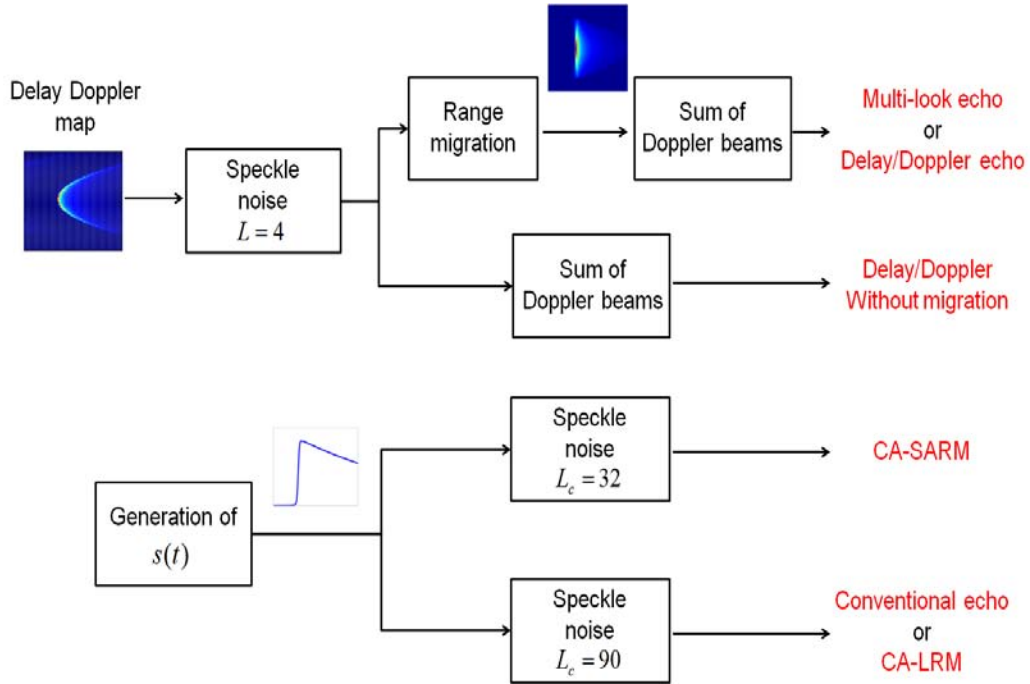 Delay Doppler
map
Speckle
noise
L = 4
Range
migration
Sum of
Doppler beams
Multi-look echo
or
Delay/Doppler echo
Sum of
Doppler beams
Delay/Doppler
Without migration
Generation of
s(t)
Speckle
noise
L_c = 32
CA-SARM
Speckle
noise
L_c = 90
Conventional echo
or
CA-LRM